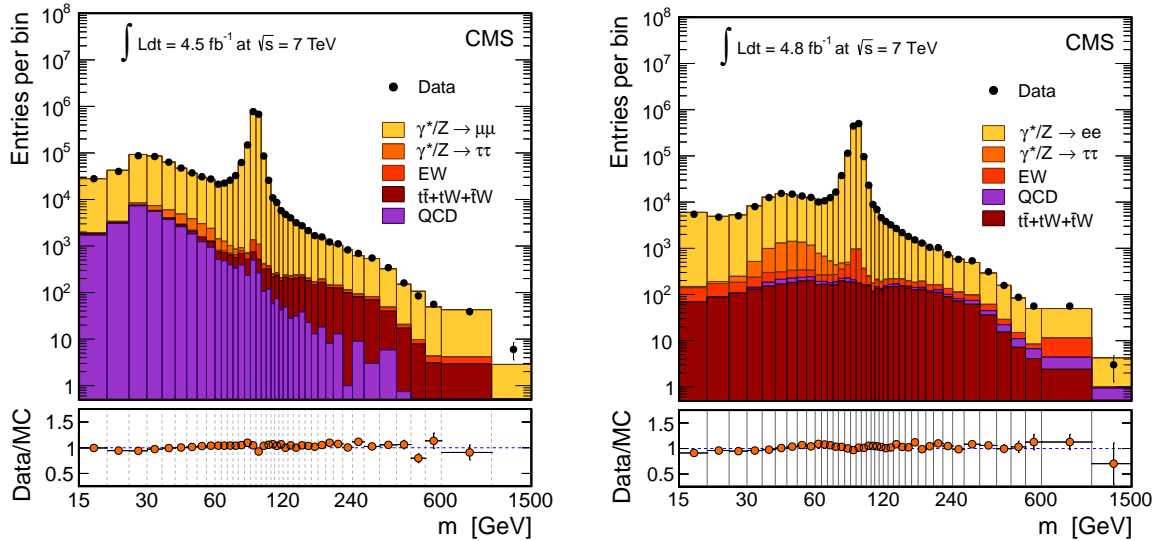 ∫ Ldt = 4.5 fb⁻¹ at √s = 7 TeV
CMS
Entries per bin
10⁸
10⁷
10⁶
10⁵
10⁴
10³
10²
10
1
Data
γ*/Z → μμ
γ*/Z → ττ
EW
tt̄+tW+t̄W
QCD
Data/MC
1.5
1
0.5
15 30 60 120 240 600 1500
m [GeV]
∫ Ldt = 4.8 fb⁻¹ at √s = 7 TeV
CMS
Entries per bin
10⁸
10⁷
10⁶
10⁵
10⁴
10³
10²
10
1
Data
γ*/Z → ee
γ*/Z → ττ
EW
QCD
tt̄+tW+t̄W
Data/MC
1.5
1
0.5
15 30 60 120 240 600 1500
m [GeV]